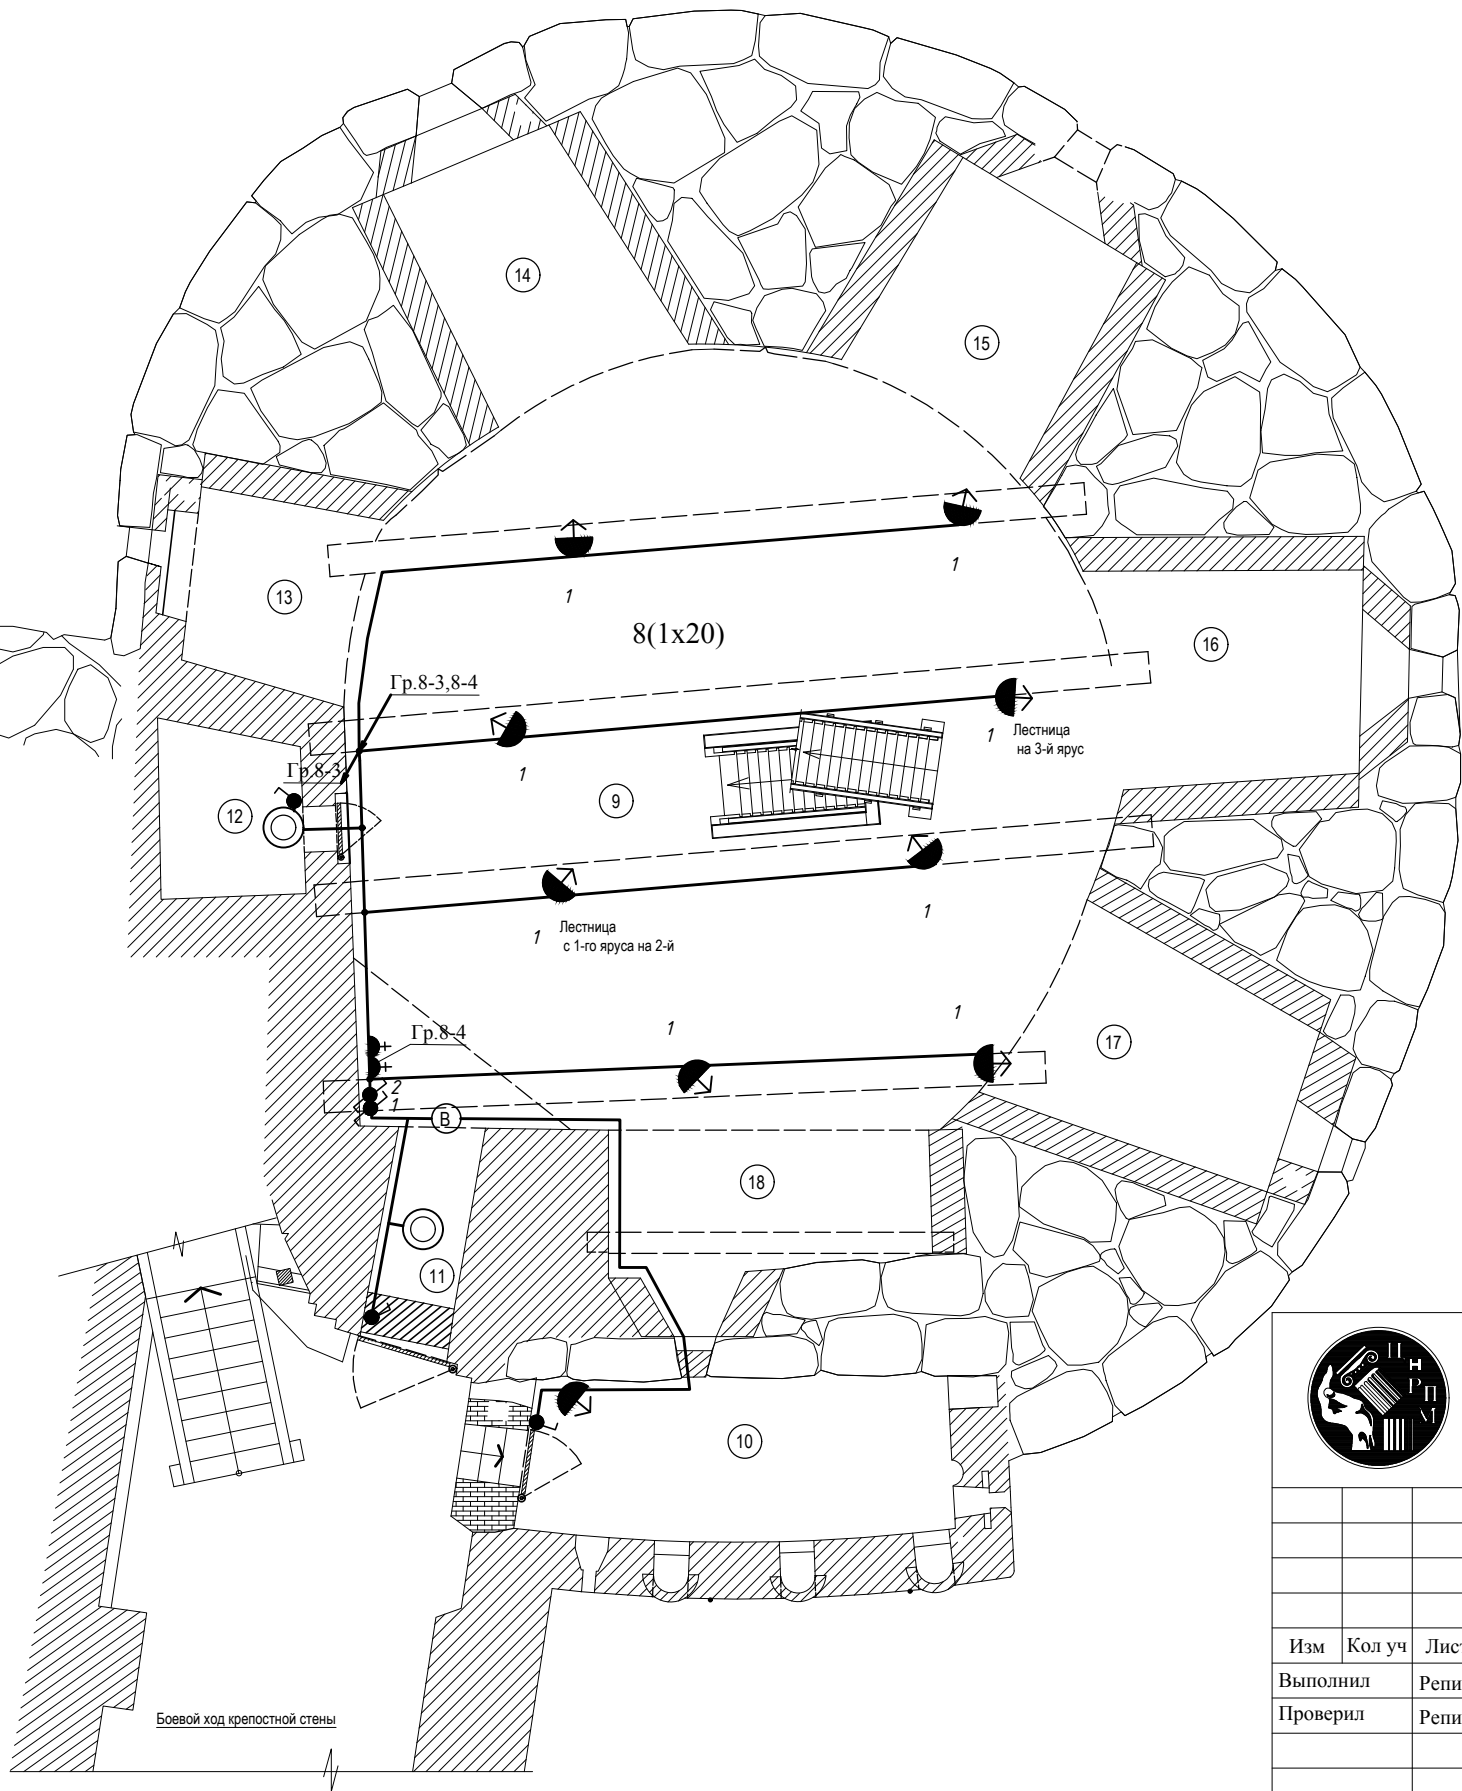 14
15
1
1
13
8(1x20)
16
Гр.8-3,8-4
1
Лестница
на 3-й ярус
1
Гр.8-3
9
12
1
Лестница
с 1-го яруса на 2-й
1
1
1
Гр.8-4
17
2
1
В
18
11
10
П Н Р П М
Изм Кол уч
Выполнил
Проверил
Боевой ход крепостной стены